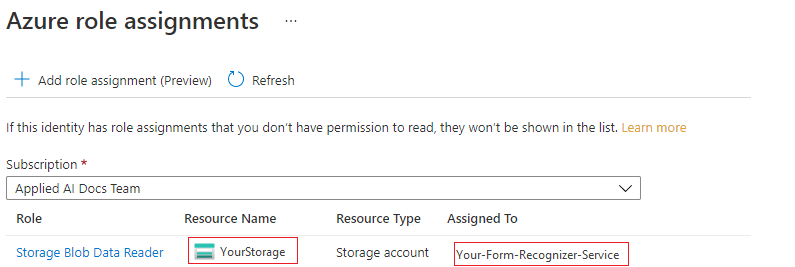 Azure role assignments ...
+ Add role assignment (Preview) Refresh
If this identity has role assignments that you don't have permission to read, they won't be shown in the list. Learn more
Subscription *
Applied AI Docs Team
Role Resource Name Resource Type Assigned To
Storage Blob Data Reader YourStorage Storage account Your-Form-Recognizer-Service